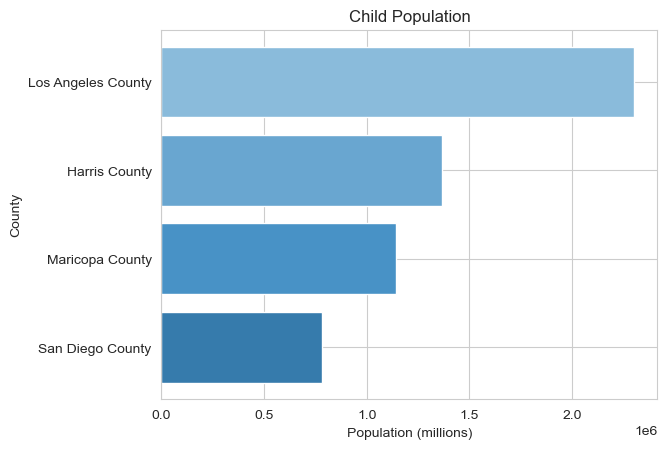 Child Population
County
Los Angeles County
Harris County
Maricopa County
San Diego County
0.0 0.5 1.0 1.5 2.0
1e6
Population (millions)